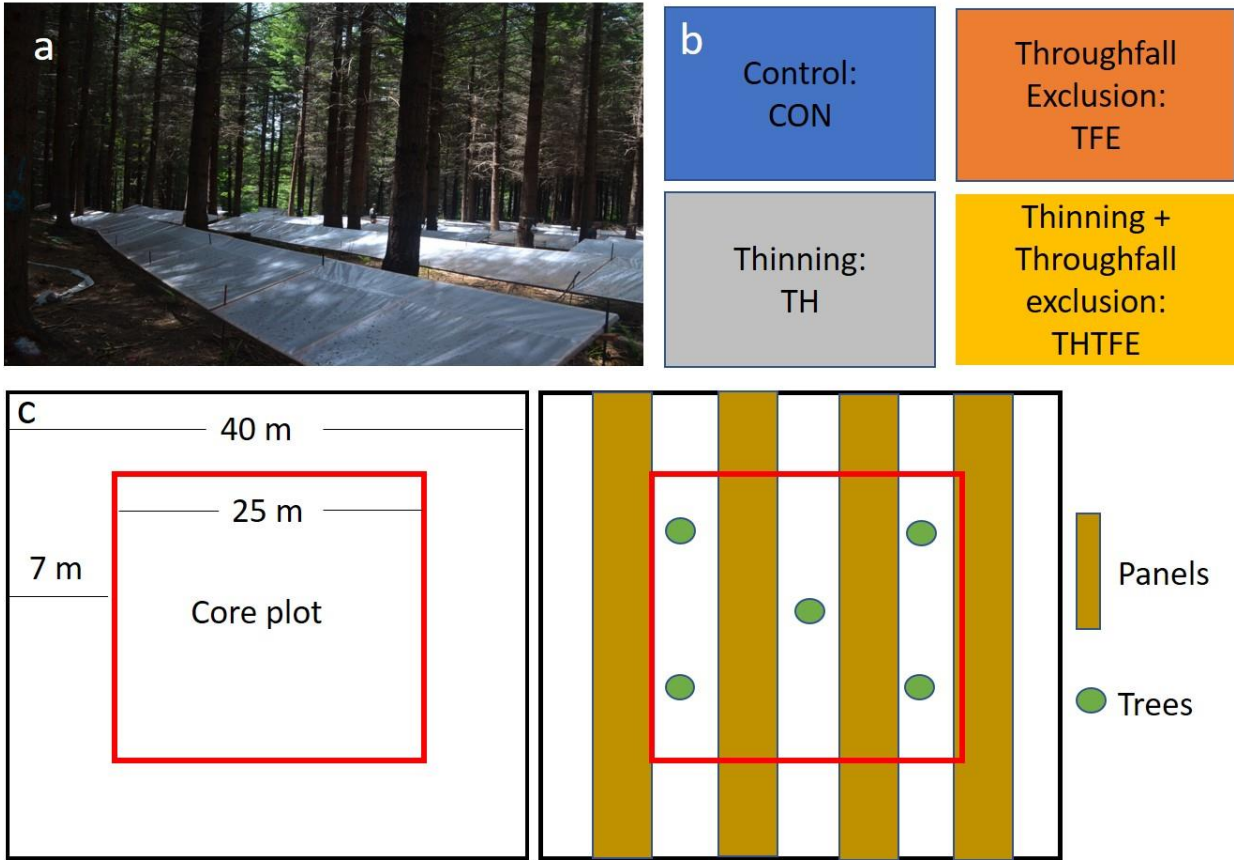 a
b
Control:
CON
Throughfall
Exclusion:
TFE
Thinning:
TH
Thinning +
Throughfall
exclusion:
THTFE
c
40 m
25 m
7 m
Core plot
Panels
Trees